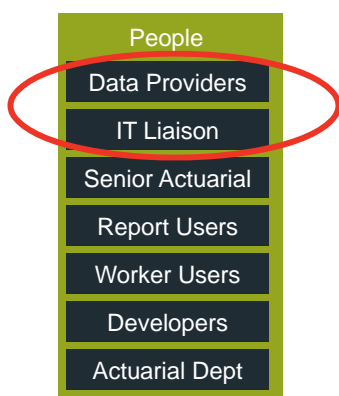 People
Data Providers
IT Liaison
Senior Actuarial
Report Users
Worker Users
Developers
Actuarial Dept